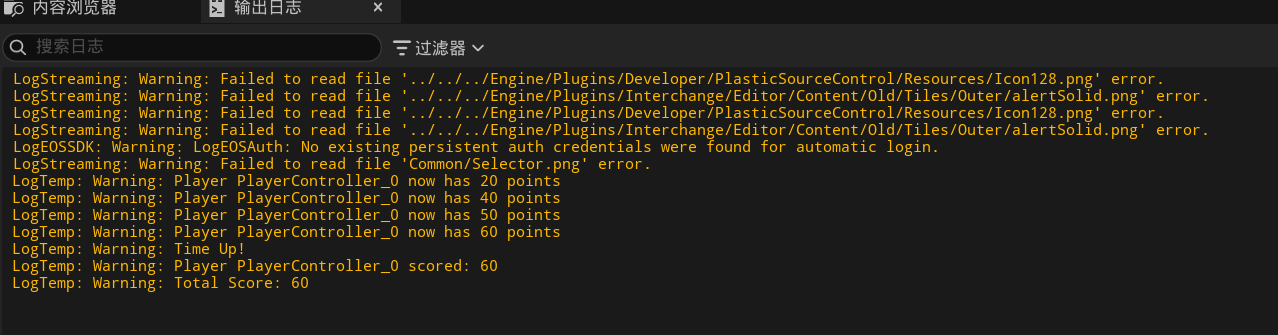 内容浏览器 输出日志 ×
搜索日志 过滤器
LogStreaming: Warning: Failed to read file '../../../Engine/Plugins/Developer/PlasticSourceControl/Resources/Icon128.png' error.
LogStreaming: Warning: Failed to read file '../../../Engine/Plugins/Interchange/Editor/Content/Old/Tiles/Outer/alertSolid.png' error.
LogStreaming: Warning: Failed to read file '../../../Engine/Plugins/Developer/PlasticSourceControl/Resources/Icon128.png' error.
LogStreaming: Warning: Failed to read file '../../../Engine/Plugins/Interchange/Editor/Content/Old/Tiles/Outer/alertSolid.png' error.
LogEOSSDK: Warning: LogEOSAuth: No existing persistent auth credentials were found for automatic login.
LogStreaming: Warning: Failed to read file 'Common/Selector.png' error.
LogTemp: Warning: Player PlayerController_0 now has 20 points
LogTemp: Warning: Player PlayerController_0 now has 40 points
LogTemp: Warning: Player PlayerController_0 now has 50 points
LogTemp: Warning: Player PlayerController_0 now has 60 points
LogTemp: Warning: Time Up!
LogTemp: Warning: Player PlayerController_0 scored: 60
LogTemp: Warning: Total Score: 60